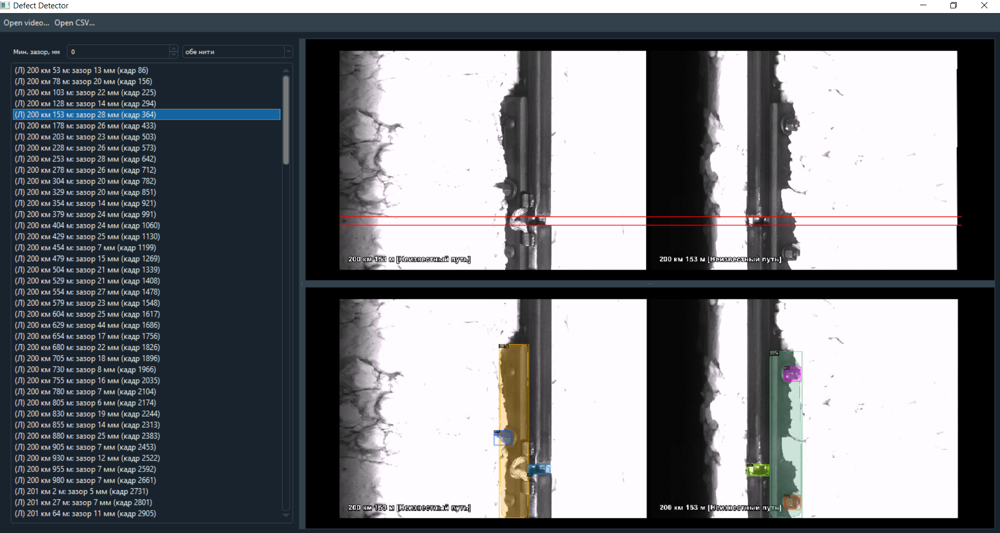 Defect Detector
Open video... Open CSV...
Мин. зазор, мм 0 обе нити
(Л) 200 км 53 м: зазор 13 мм (кадр 86)
(Л) 200 км 78 м: зазор 20 мм (кадр 156)
(Л) 200 км 103 м: зазор 22 мм (кадр 225)
(Л) 200 км 128 м: зазор 14 мм (кадр 294)
(Л) 200 км 153 м: зазор 28 мм (кадр 364)
(Л) 200 км 178 м: зазор 26 мм (кадр 433)
(Л) 200 км 203 м: зазор 23 мм (кадр 503)
(Л) 200 км 228 м: зазор 26 мм (кадр 573)
(Л) 200 км 253 м: зазор 28 мм (кадр 642)
(Л) 200 км 278 м: зазор 26 мм (кадр 712)
(Л) 200 км 304 м: зазор 20 мм (кадр 782)
(Л) 200 км 329 м: зазор 20 мм (кадр 851)
(Л) 200 км 354 м: зазор 14 мм (кадр 921)
(Л) 200 км 379 м: зазор 24 мм (кадр 991)
(Л) 200 км 404 м: зазор 24 мм (кадр 1060)
(Л) 200 км 429 м: зазор 25 мм (кадр 1130)
(Л) 200 км 454 м: зазор 7 мм (кадр 1199)
(Л) 200 км 479 м: зазор 15 мм (кадр 1269)
(Л) 200 км 504 м: зазор 21 мм (кадр 1339)
(Л) 200 км 529 м: зазор 21 мм (кадр 1408)
(Л) 200 км 554 м: зазор 27 мм (кадр 1478)
(Л) 200 км 579 м: зазор 23 мм (кадр 1548)
(Л) 200 км 604 м: зазор 25 мм (кадр 1617)
(Л) 200 км 629 м: зазор 44 мм (кадр 1686)
(Л) 200 км 654 м: зазор 17 мм (кадр 1756)
(Л) 200 км 680 м: зазор 22 мм (кадр 1826)
(Л) 200 км 705 м: зазор 18 мм (кадр 1896)
(Л) 200 км 730 м: зазор 8 мм (кадр 1966)
(Л) 200 км 755 м: зазор 16 мм (кадр 2035)
(Л) 200 км 780 м: зазор 7 мм (кадр 2104)
(Л) 200 км 805 м: зазор 6 мм (кадр 2174)
(Л) 200 км 830 м: зазор 19 мм (кадр 2244)
(Л) 200 км 855 м: зазор 14 мм (кадр 2313)
(Л) 200 км 880 м: зазор 25 мм (кадр 2383)
(Л) 200 км 905 м: зазор 7 мм (кадр 2453)
(Л) 200 км 930 м: зазор 12 мм (кадр 2522)
(Л) 200 км 955 м: зазор 7 мм (кадр 2592)
(Л) 200 км 980 м: зазор 7 мм (кадр 2661)
(Л) 201 км 2 м: зазор 5 мм (кадр 2731)
(Л) 201 км 27 м: зазор 7 мм (кадр 2801)
(Л) 201 км 64 м: зазор 11 мм (кадр 2905)
200 км 153 м [Неизвестный путь]
200 км 153 м [Неизвестный путь]
99%
200 км 153 м [Неизвестный путь]
200 км 153 м [Неизвестный путь]